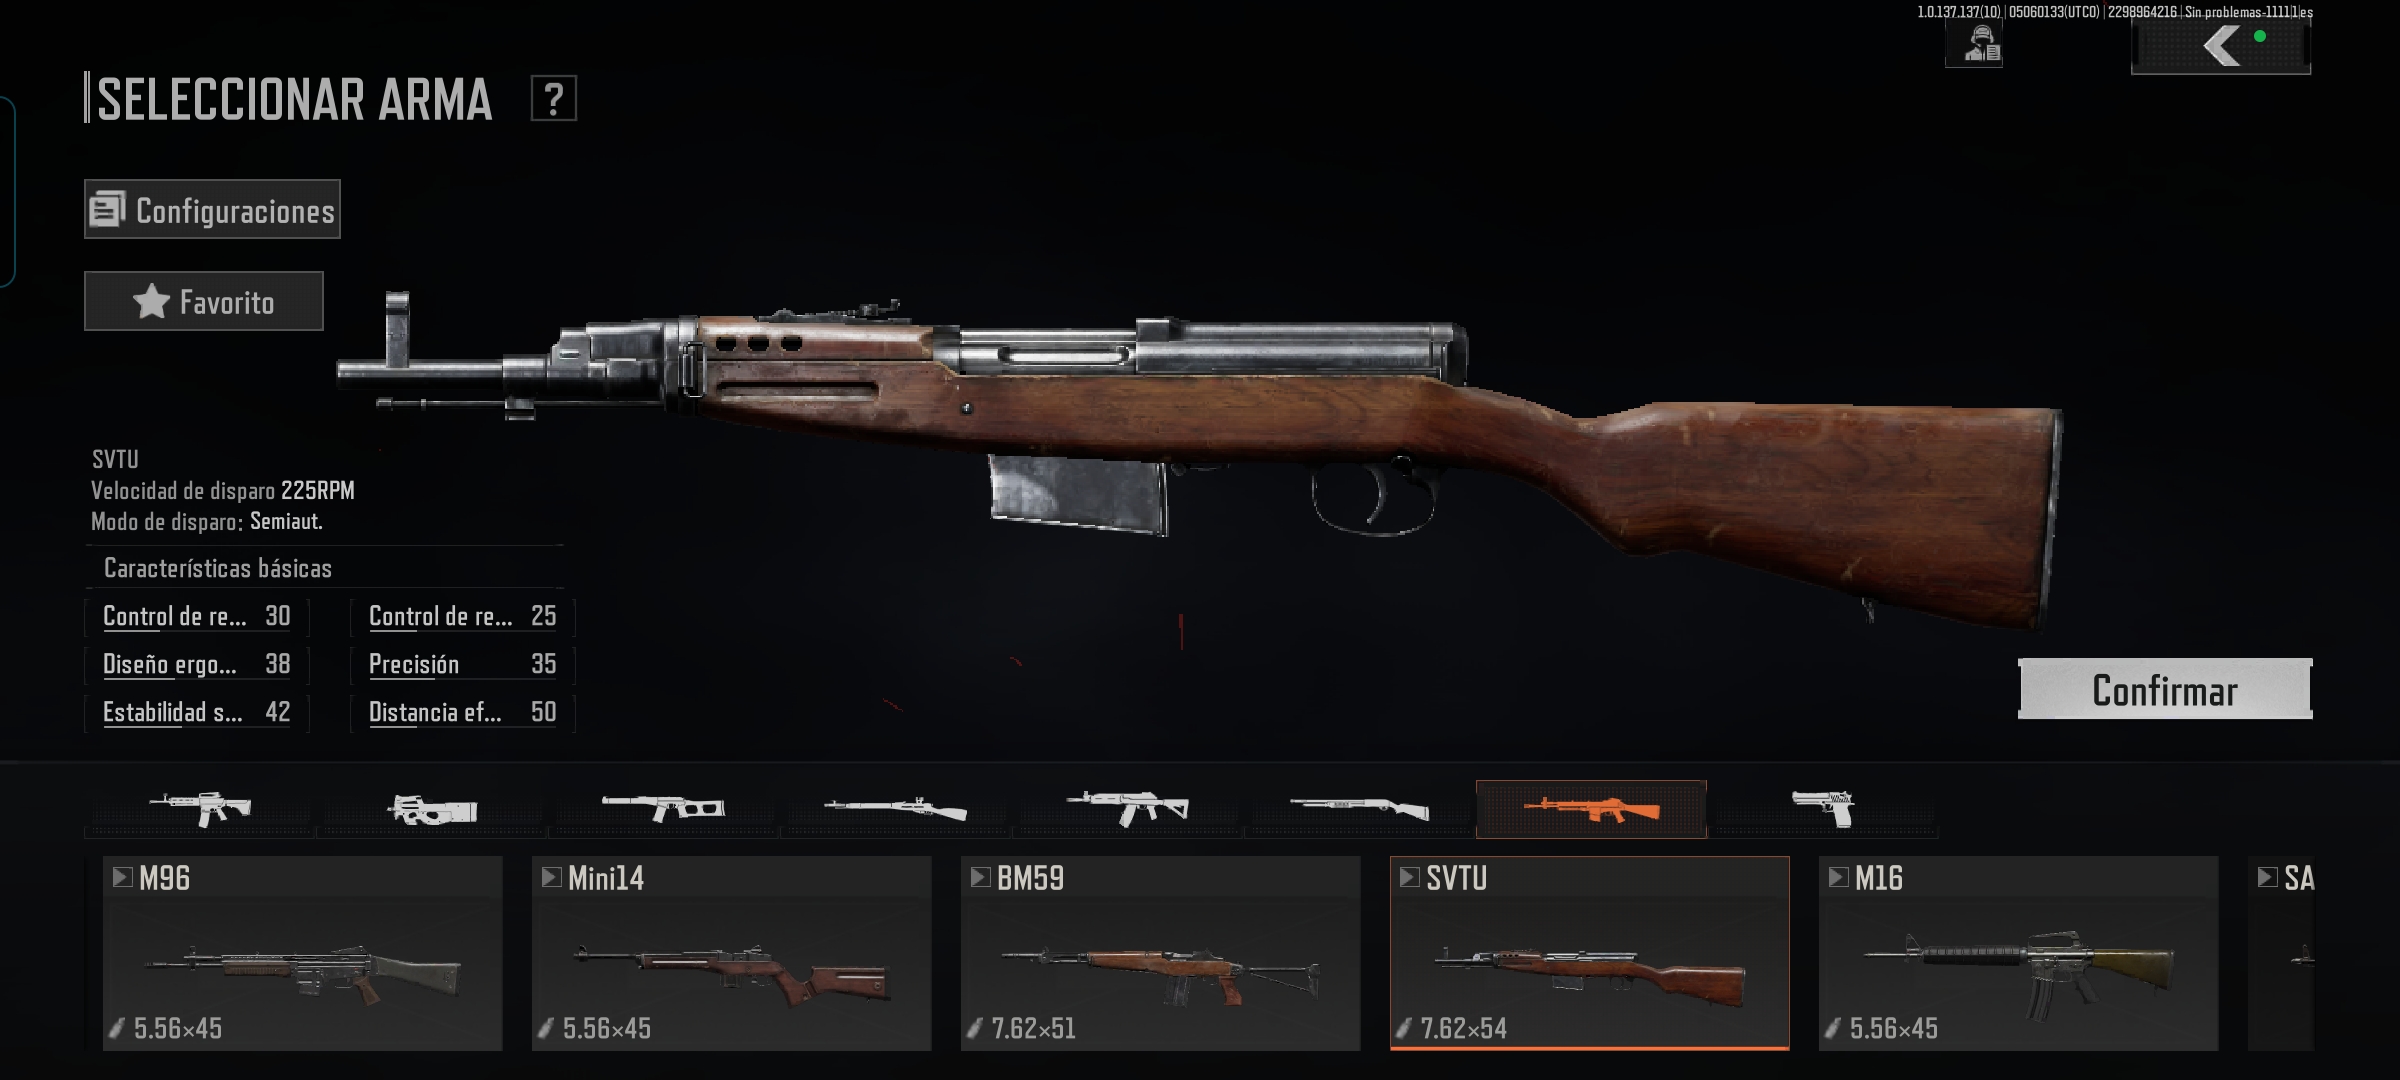 1.0.137.137(10) | 05060133(UTC0) | 2298964216 | Sin problemas-1111|1|es
SELECCIONAR ARMA ?
Configuraciones
Favorito
SVTU
Velocidad de disparo 225RPM
Modo de disparo: Semiaut.
Características básicas
Control de re... 30 Control de re... 25
Diseño ergo... 38 Precisión 35
Estabilidad s... 42 Distancia ef... 50
Confirmar
M96 Mini14 BM59 SVTU M16 SA
5.56×45 5.56×45 7.62×51 7.62×54 5.56×45